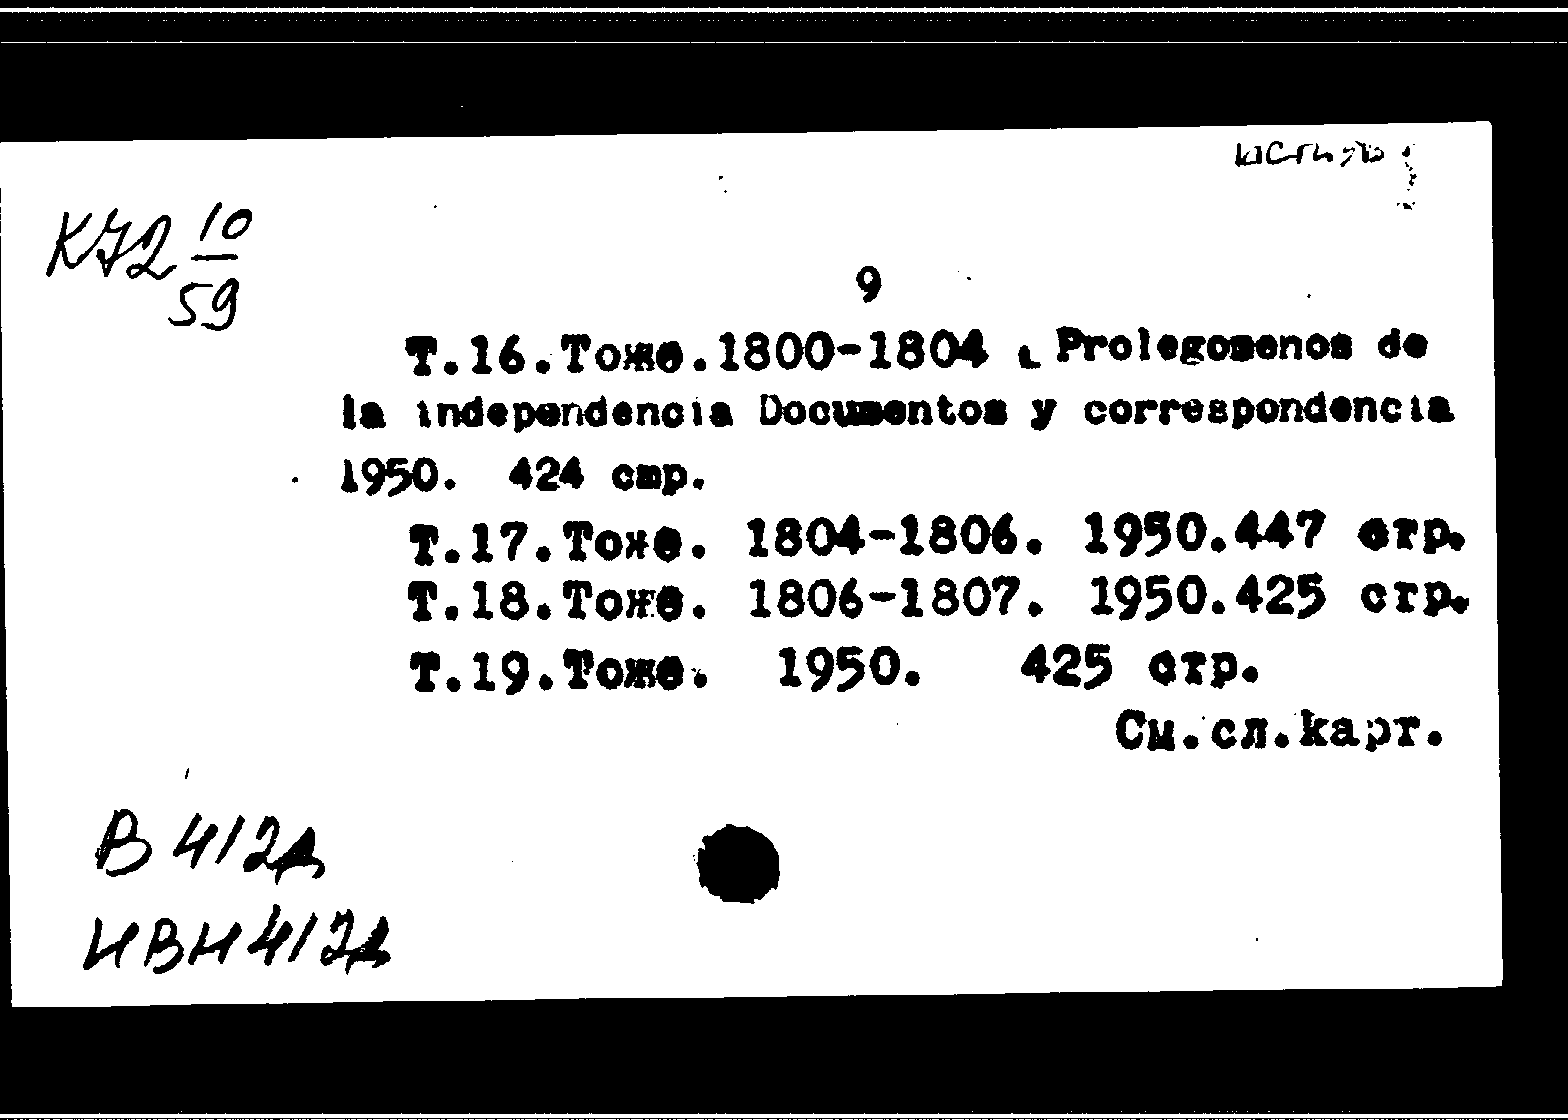 К72 10/59
9
Т.16.Тоже.1800-1804. Prolegomenos de
la independencia Documentos y correspondencia
1950. 424 стр.
Т.17.Тоже. 1804-1806. 1950.447 стр.
Т.18.Тоже. 1806-1807. 1950.425 стр.
Т.19.Тоже. 1950. 425 стр.
См.сл.карт.
В 412д
ИВИ412д